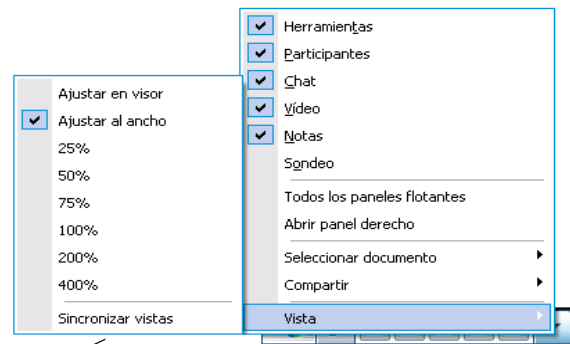 Herramientas
Participantes
Chat
Vídeo
Notas
Sondeo
Todos los paneles flotantes
Abrir panel derecho
Seleccionar documento
Compartir
Vista
Ajustar en visor
Ajustar al ancho
25%
50%
75%
100%
200%
400%
Sincronizar vistas